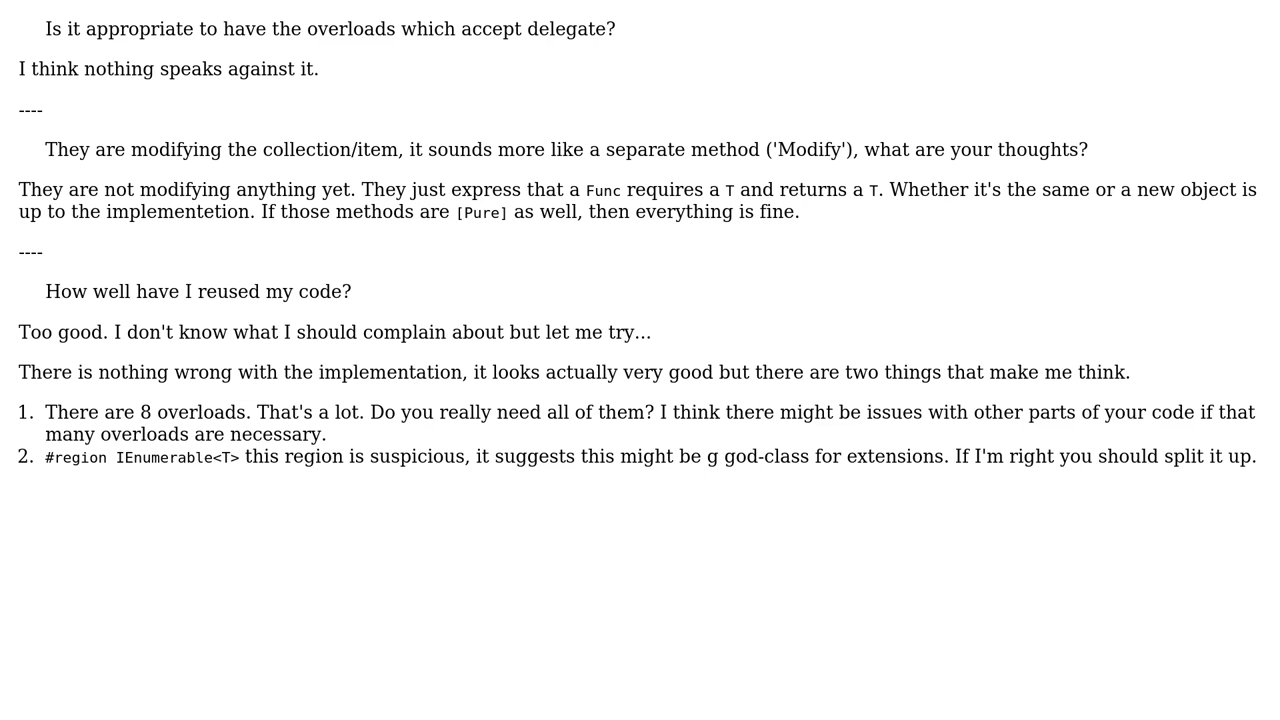 Is it appropriate to have the overloads which accept delegate?
I think nothing speaks against it.
----
They are modifying the collection/item, it sounds more like a separate method ('Modify'), what are your thoughts?
They are not modifying anything yet. They just express that a Func requires a T and returns a T. Whether it's the same or a new object is
up to the implementetion. If those methods are [Pure] as well, then everything is fine.
----
How well have I reused my code?
Too good. I don't know what I should complain about but let me try...
There is nothing wrong with the implementation, it looks actually very good but there are two things that make me think.
1. There are 8 overloads. That's a lot. Do you really need all of them? I think there might be issues with other parts of your code if that
many overloads are necessary.
2. #region IEnumerable<T> this region is suspicious, it suggests this might be g god-class for extensions. If I'm right you should split it up.